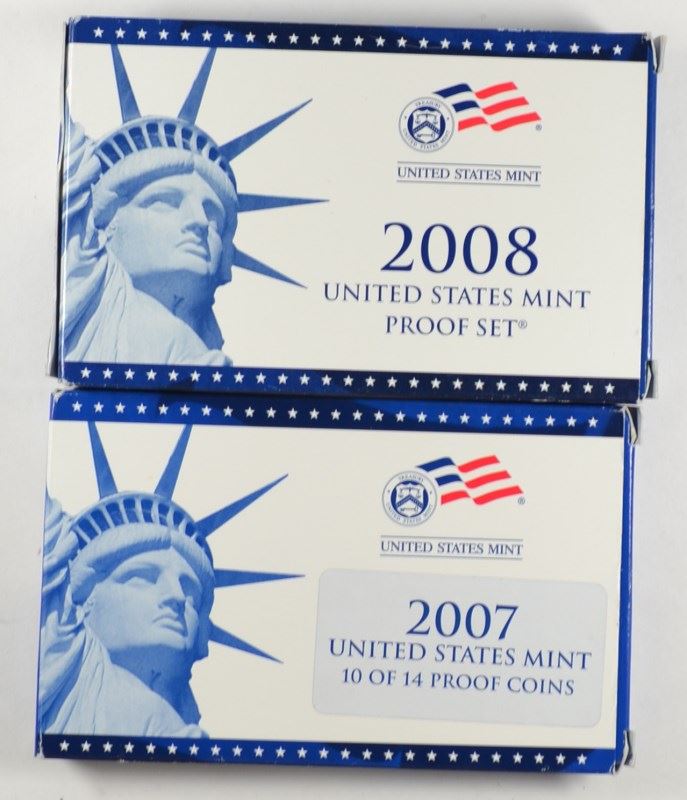 UNITED STATES MINT
2008
UNITED STATES MINT
PROOF SET®
UNITED STATES MINT
2007
UNITED STATES MINT
10 OF 14 PROOF COINS